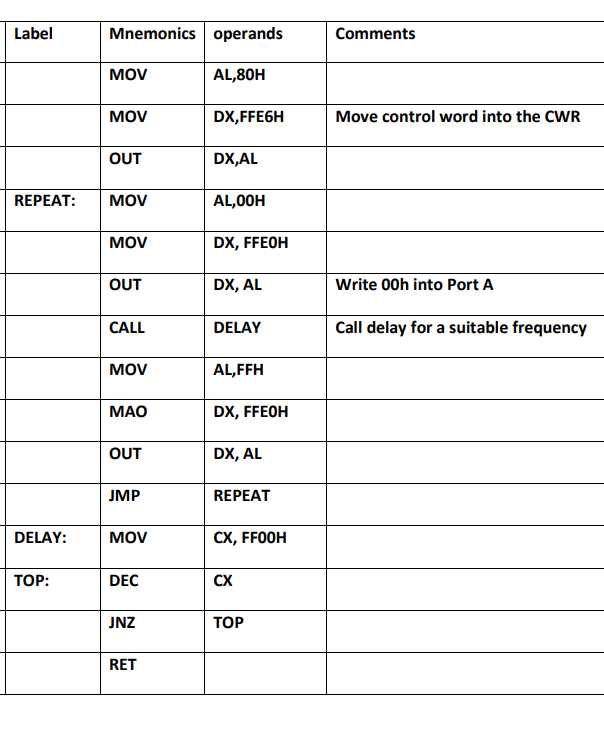 Label Mnemonics operands Comments
MOV AL,80H
MOV DX,FFE6H Move control word into the CWR
OUT DX,AL
REPEAT: MOV AL,00H
MOV DX, FFE0H
OUT DX, AL Write 00h into Port A
CALL DELAY Call delay for a suitable frequency
MOV AL,FFH
MAO DX, FFE0H
OUT DX, AL
JMP REPEAT
DELAY: MOV CX, FF00H
TOP: DEC CX
JNZ TOP
RET